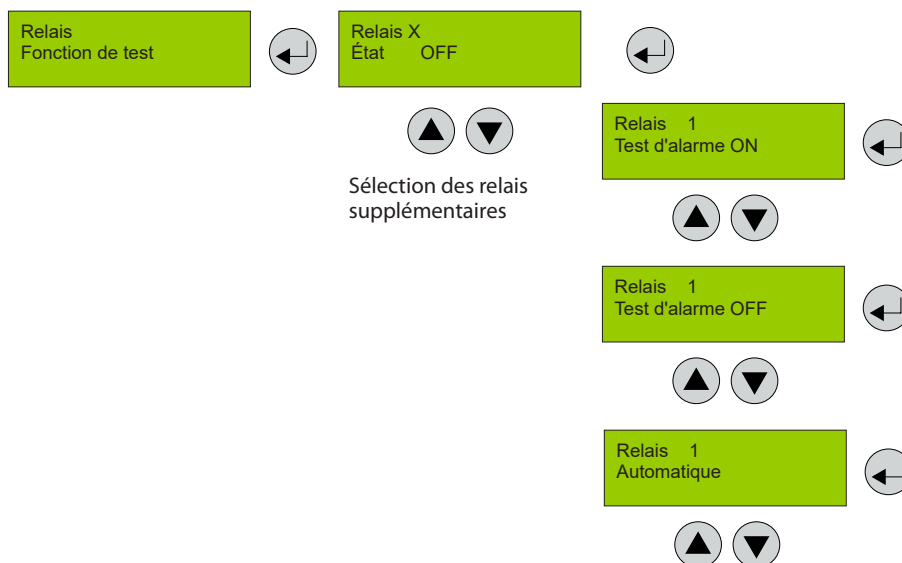 Relais
Fonction de test
Relais X
État OFF
Sélection des relais
supplémentaires
Relais 1
Test d'alarme ON
Relais 1
Test d'alarme OFF
Relais 1
Automatique